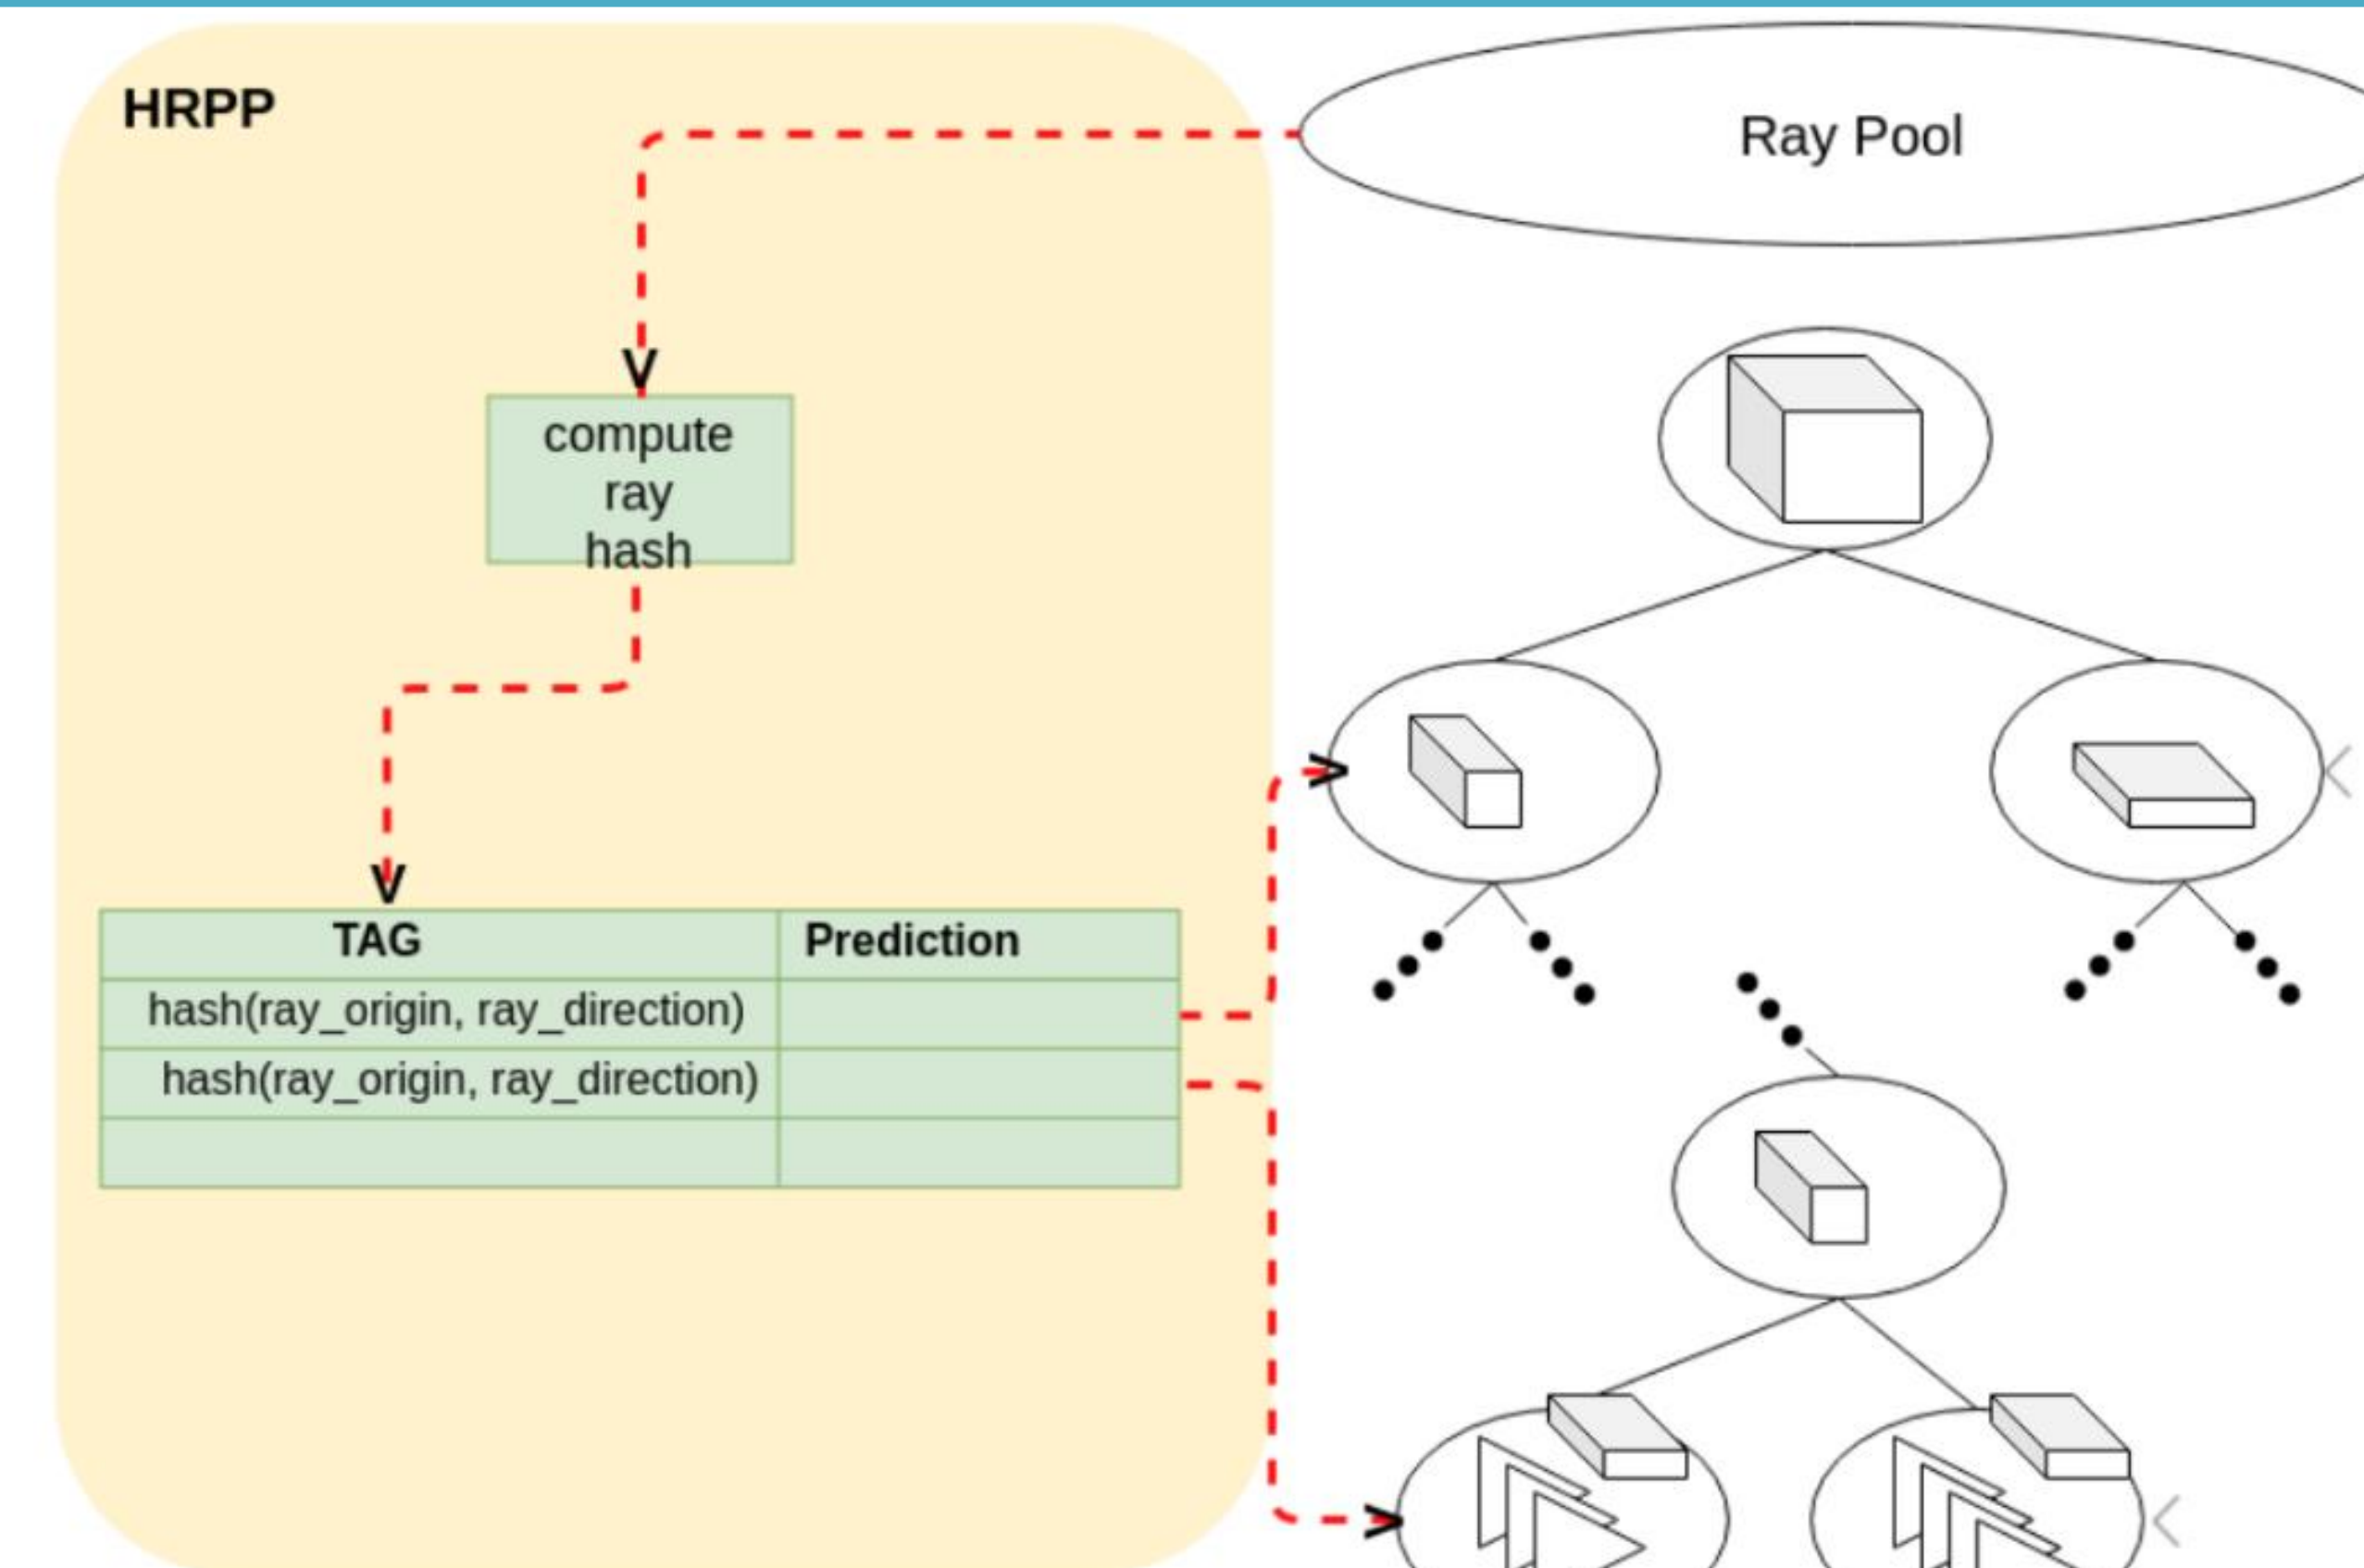 HRPP
Ray Pool
compute
ray
hash
TAG Prediction
hash(ray_origin, ray_direction)
hash(ray_origin, ray_direction)